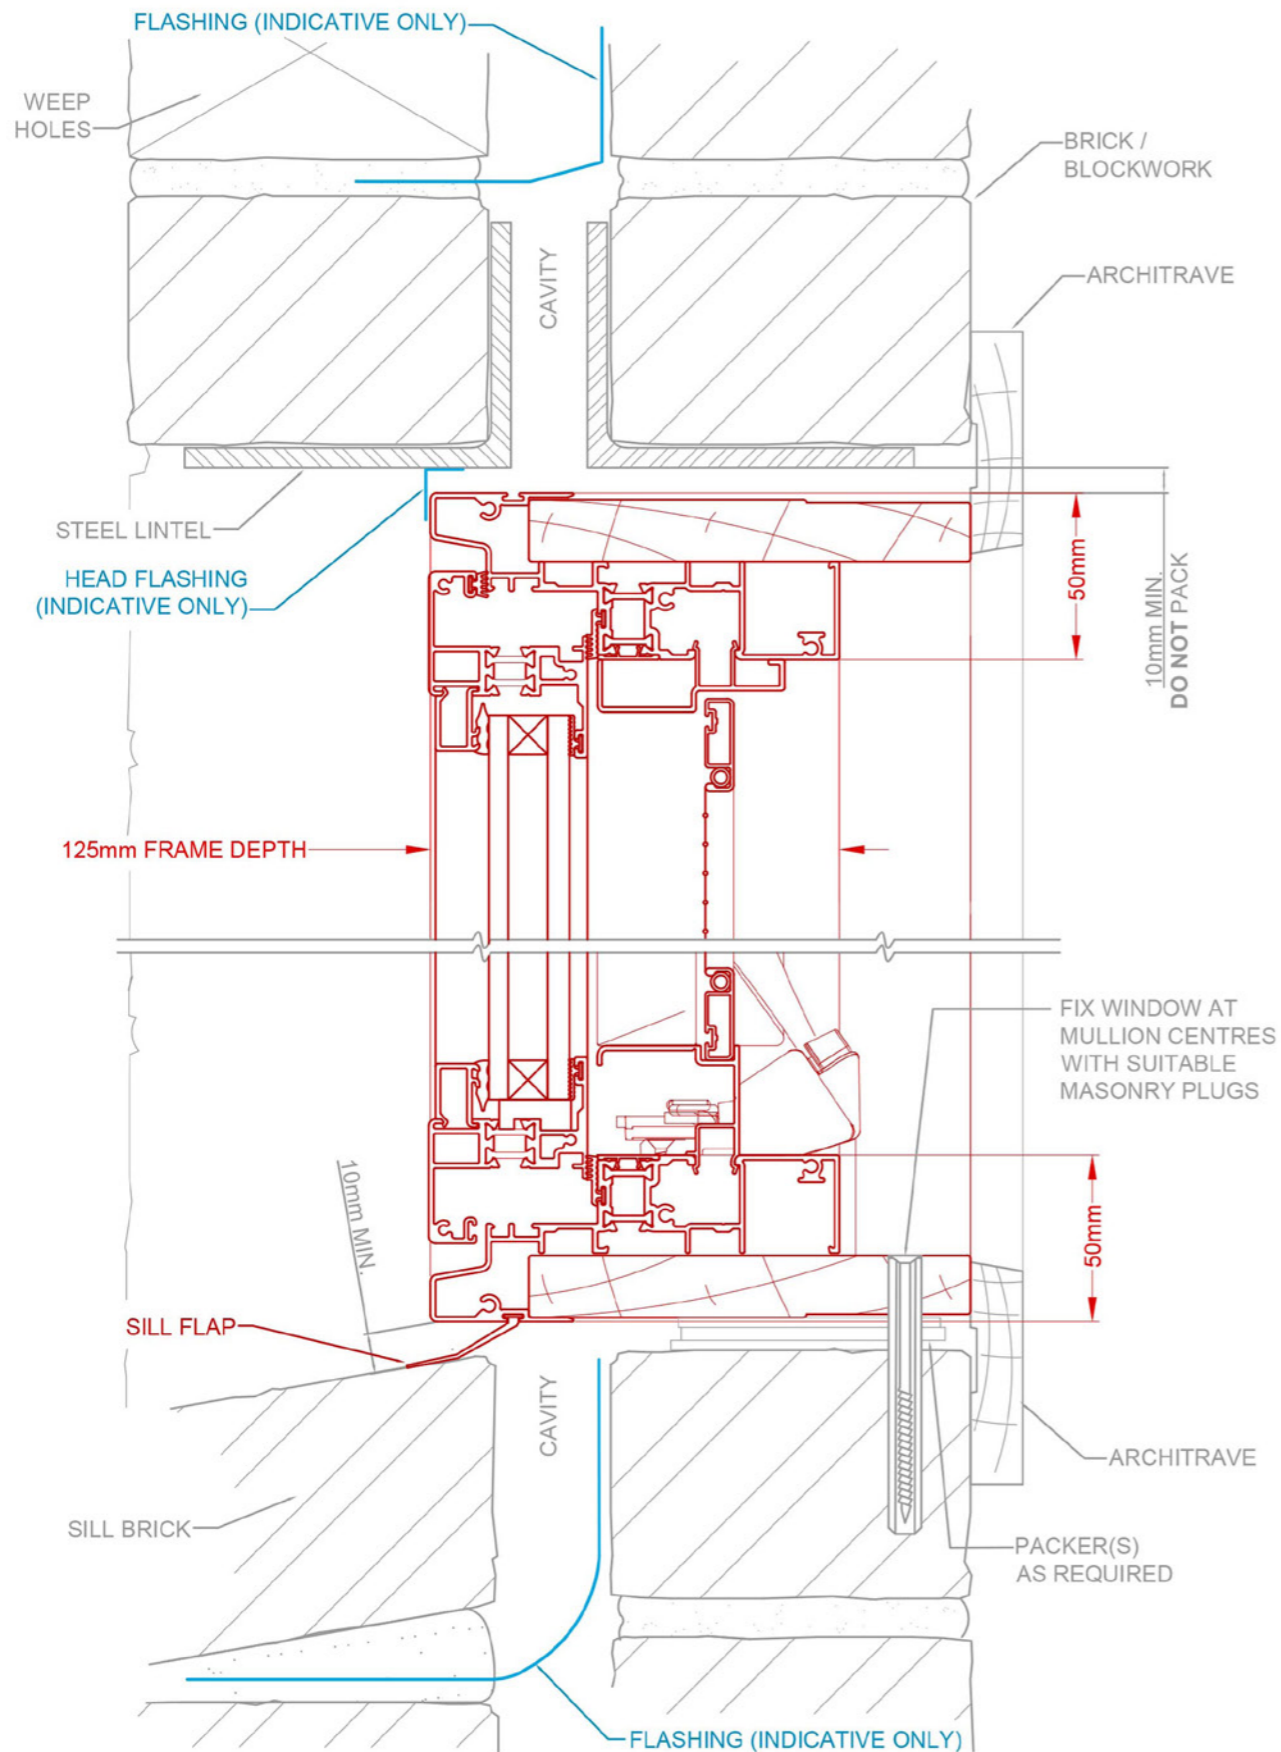 FLASHING (INDICATIVE ONLY)
WEEP
HOLES
BRICK /
BLOCKWORK
CAVITY
ARCHITRAVE
STEEL LINTEL
HEAD FLASHING
(INDICATIVE ONLY)
50mm
10mm MIN.
DO NOT PACK
125mm FRAME DEPTH
FIX WINDOW AT
MULLION CENTRES
WITH SUITABLE
MASONRY PLUGS
10mm MIN.
50mm
SILL FLAP
CAVITY
ARCHITRAVE
SILL BRICK
PACKER(S)
AS REQUIRED
FLASHING (INDICATIVE ONLY)